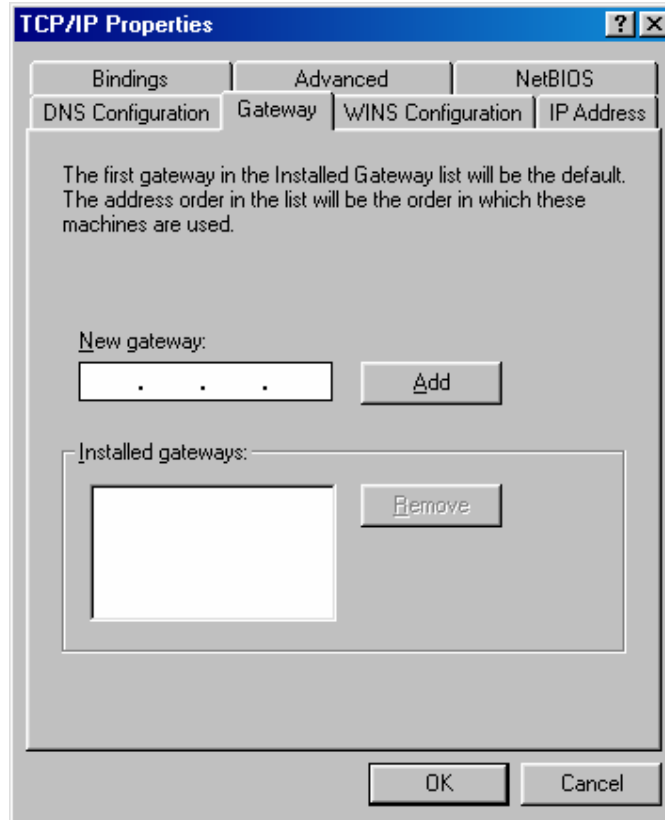 TCP/IP Properties
Bindings Advanced NetBIOS
DNS Configuration Gateway WINS Configuration IP Address
The first gateway in the Installed Gateway list will be the default.
The address order in the list will be the order in which these
machines are used.
New gateway:
. . .
Add
Installed gateways:
Remove
OK Cancel